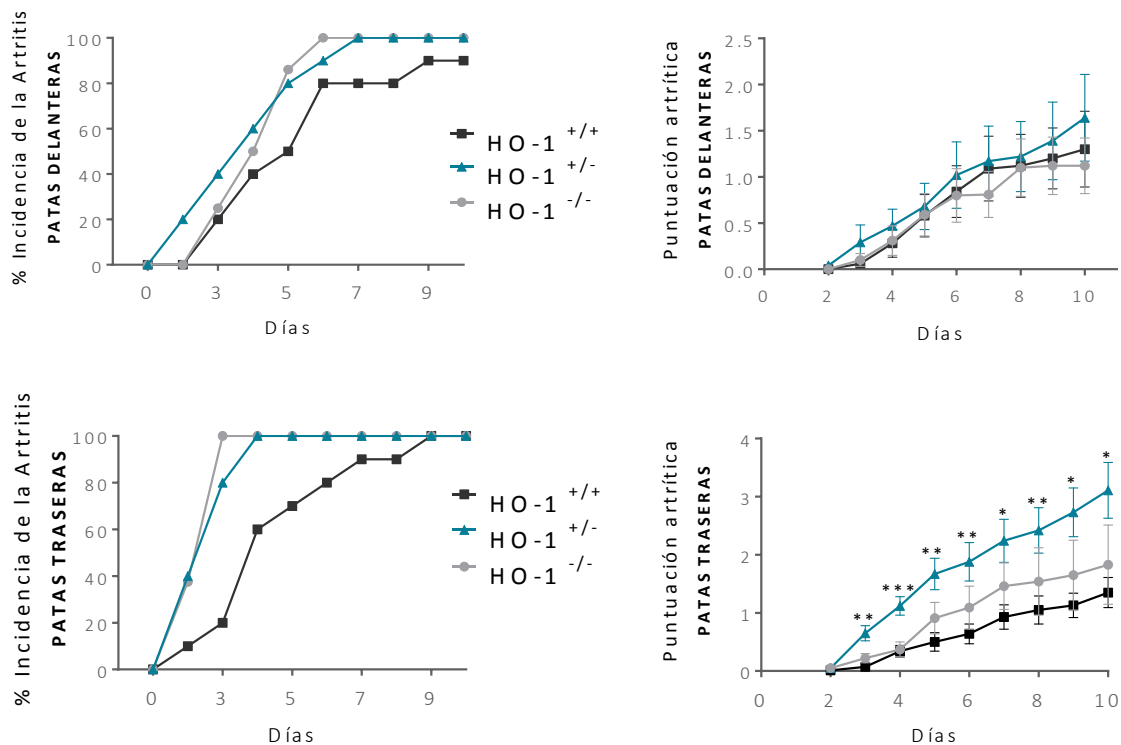 % Incidencia de la Artritis
PATAS DELANTERAS
100
80
60
40
20
0
0 3 5 7 9
Días
HO-1 +/+
HO-1 +/-
HO-1 -/-
Puntuación artrítica
PATAS DELANTERAS
2.5
2.0
1.5
1.0
0.5
0.0
0 2 4 6 8 10
Días
% Incidencia de la Artritis
PATAS TRASERAS
100
80
60
40
20
0
0 3 5 7 9
Días
HO-1 +/+
HO-1 +/-
HO-1 -/-
Puntuación artrítica
PATAS TRASERAS
4
3
2
1
0
** *** ** ** * ** * *
0 2 4 6 8 10
Días